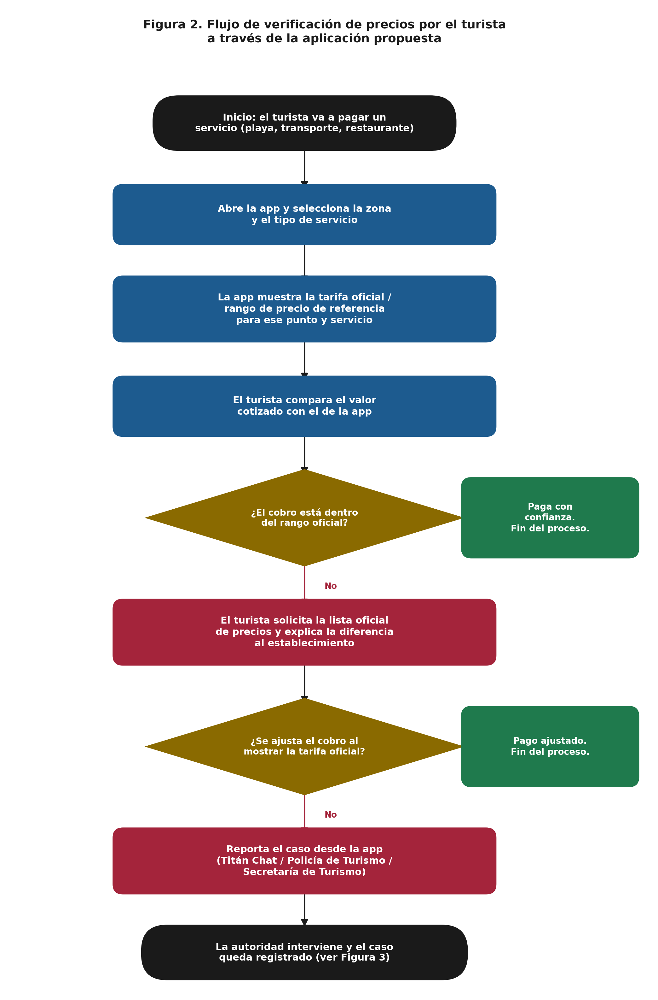 Figura 2. Flujo de verificación de precios por el turista
a través de la aplicación propuesta
Inicio: el turista va a pagar un
servicio (playa, transporte, restaurante)
Abre la app y selecciona la zona
y el tipo de servicio
La app muestra la tarifa oficial /
rango de precio de referencia
para ese punto y servicio
El turista compara el valor
cotizado con el de la app
¿El cobro está dentro
del rango oficial?
Paga con
confianza.
Fin del proceso.
No
El turista solicita la lista oficial
de precios y explica la diferencia
al establecimiento
¿Se ajusta el cobro al
mostrar la tarifa oficial?
Pago ajustado.
Fin del proceso.
No
Reporta el caso desde la app
(Titán Chat / Policía de Turismo /
Secretaría de Turismo)
La autoridad interviene y el caso
queda registrado (ver Figura 3)